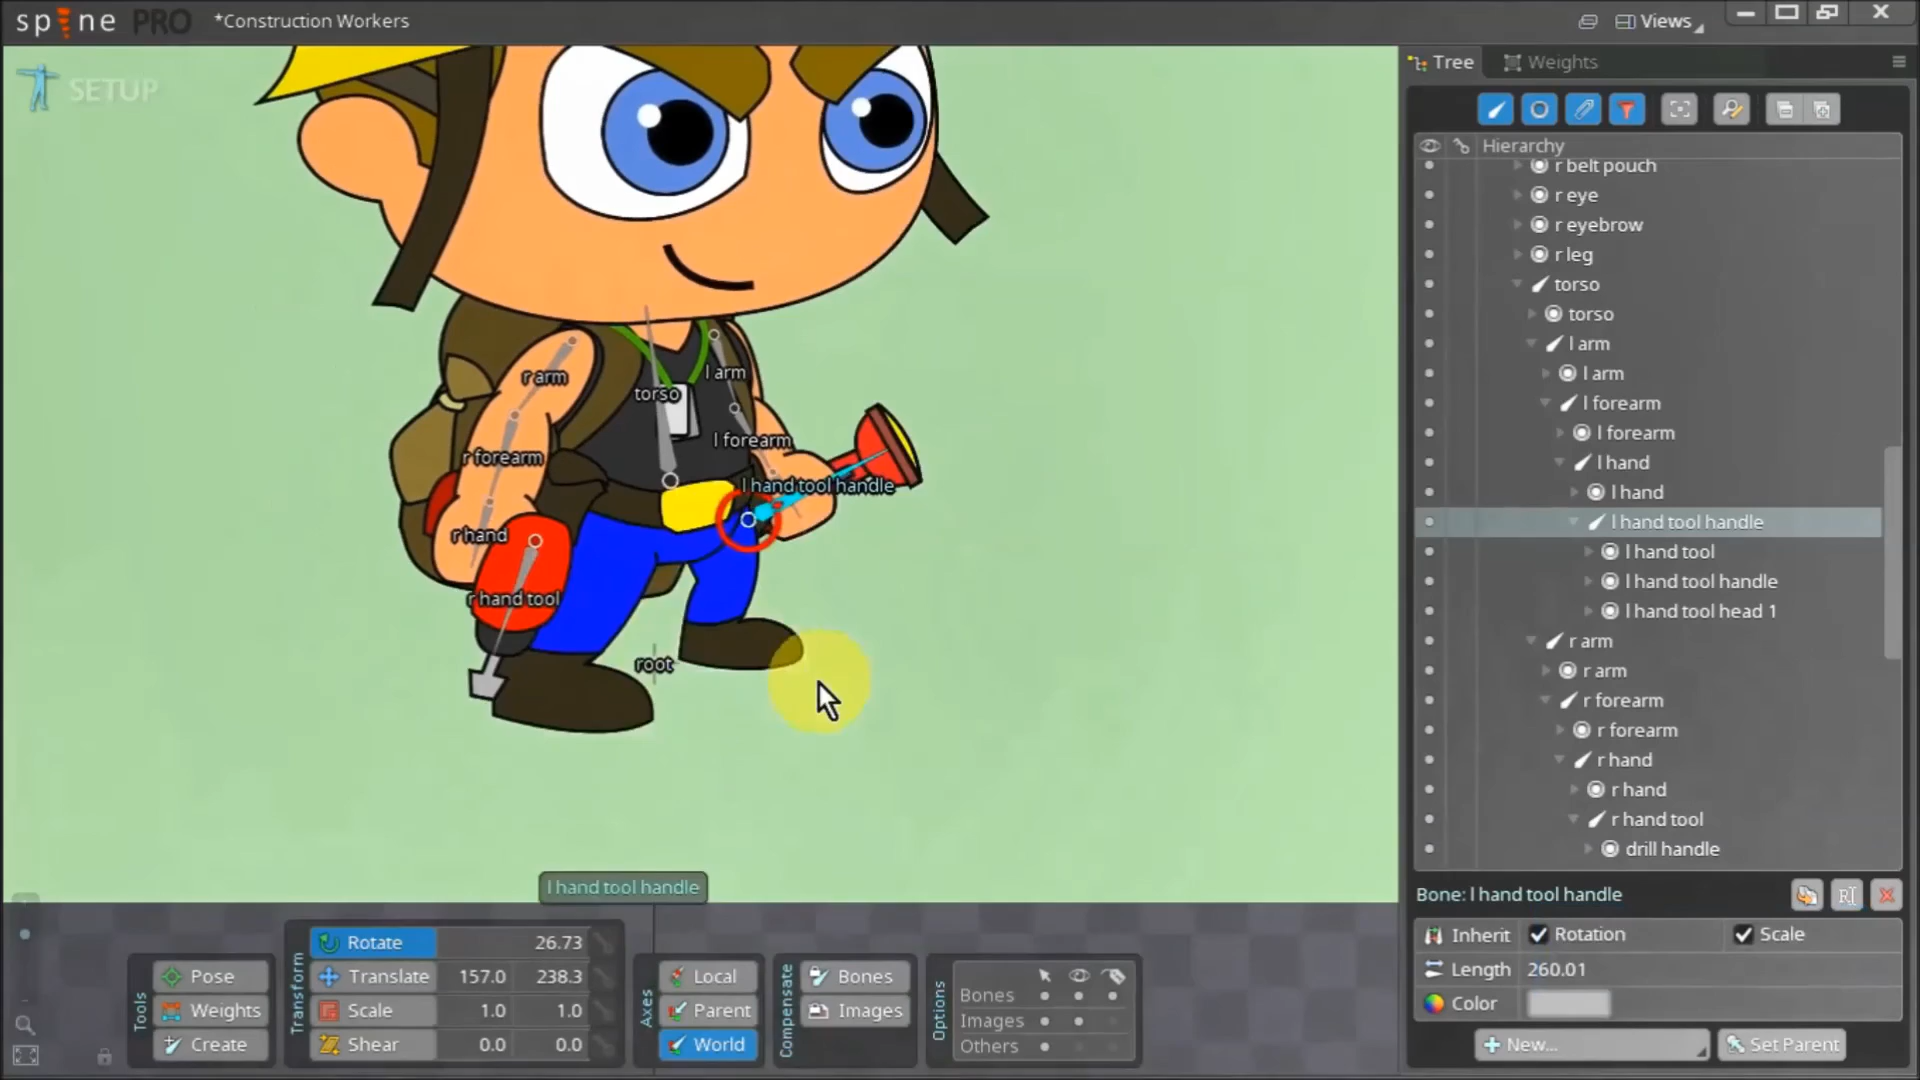 spine PRO *Construction Workers Views
SETUP
Tree Weights
Hierarchy
r belt pouch
r eye
r eyebrow
r leg
torso
torso
l arm
l arm
l forearm
l forearm
l hand
l hand
l hand tool handle
l hand tool
l hand tool handle
l hand tool head 1
r arm
r arm
r forearm
r forearm
r hand
r hand
r hand tool
drill handle
r arm
torso
l arm
r forearm
l forearm
l hand tool handle
r hand
r hand tool
root
l hand tool handle
Bone: l hand tool handle
Inherit Rotation Scale
Length 260.01
Color
New... Set Parent
Tools
Pose
Weights
Create
Transform
Rotate 26.73
Translate 157.0 238.3
Scale 1.0 1.0
Shear 0.0 0.0
Axes
Local
Parent
World
Compensate
Bones
Images
Options
Bones
Images
Others